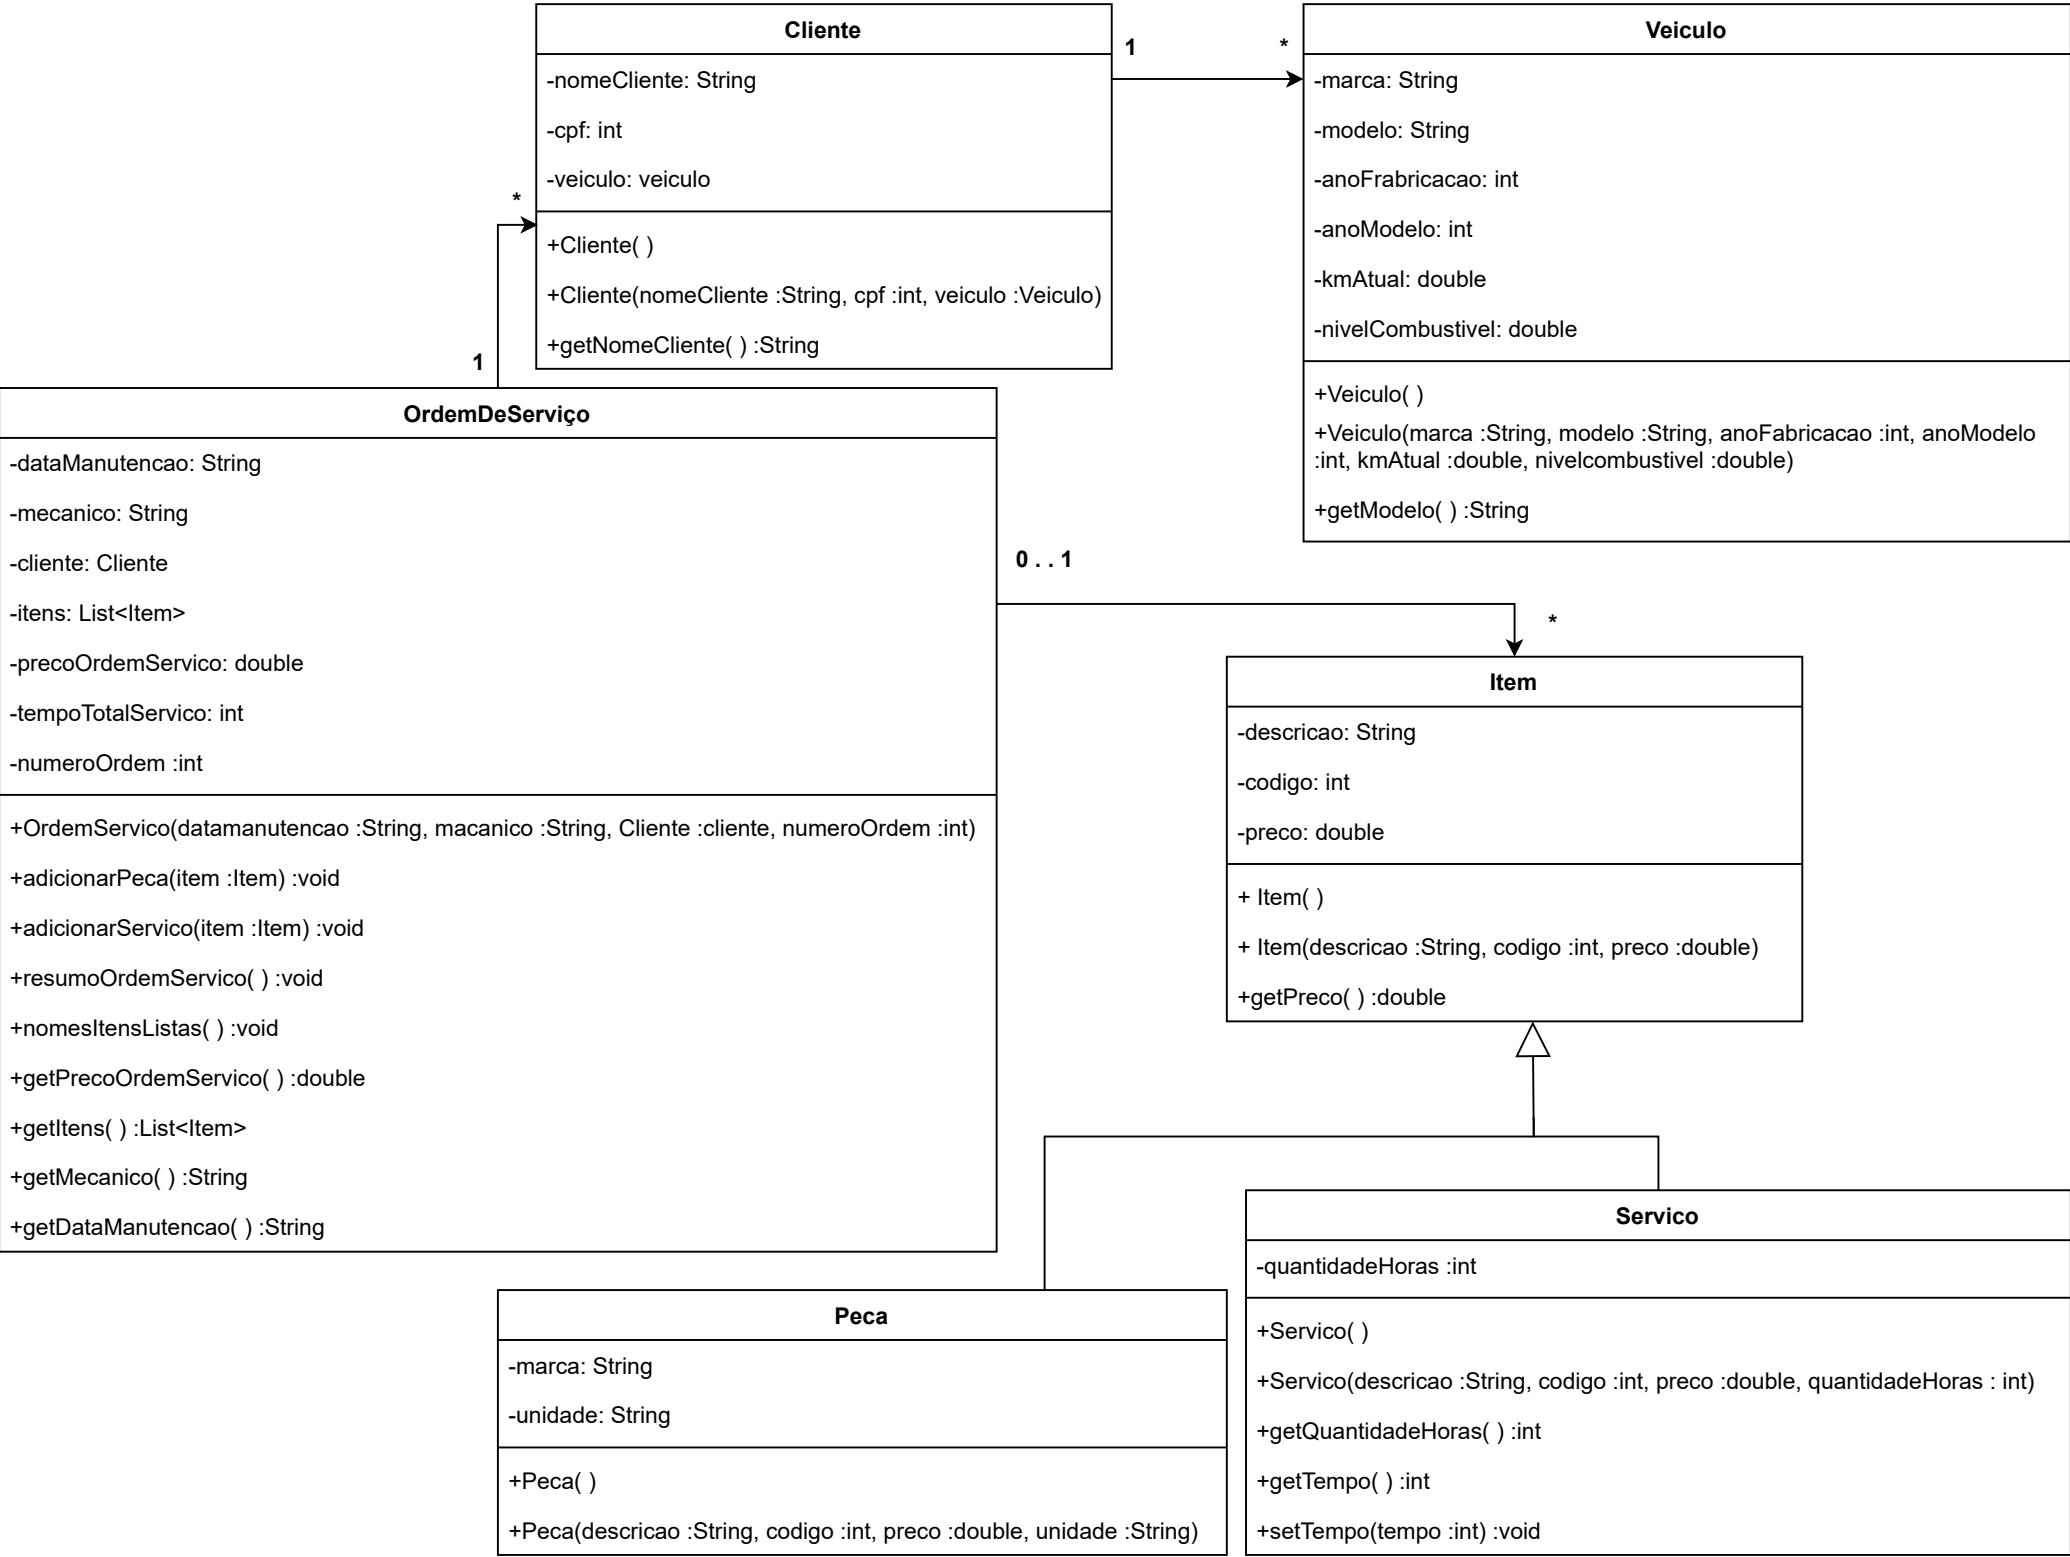 Cliente
-nomeCliente: String
-cpf: int
-veiculo: veiculo
+Cliente( )
+Cliente(nomeCliente :String, cpf :int, veiculo :Veiculo)
+getNomeCliente( ) :String
1
*
Veiculo
-marca: String
-modelo: String
-anoFrabricacao: int
-anoModelo: int
-kmAtual: double
-nivelCombustivel: double
+Veiculo( )
+Veiculo(marca :String, modelo :String, anoFabricacao :int, anoModelo
:int, kmAtual :double, nivelcombustivel :double)
+getModelo( ) :String
*
1
OrdemDeServiço
-dataManutencao: String
-mecanico: String
-cliente: Cliente
-itens: List<Item>
-precoOrdemServico: double
-tempoTotalServico: int
-numeroOrdem :int
+OrdemServico(datamanutencao :String, macanico :String, Cliente :cliente, numeroOrdem :int)
+adicionarPeca(item :Item) :void
+adicionarServico(item :Item) :void
+resumoOrdemServico( ) :void
+nomesItensListas( ) :void
+getPrecoOrdemServico( ) :double
+getItens( ) :List<Item>
+getMecanico( ) :String
+getDataManutencao( ) :String
0 . . 1
*
Item
-descricao: String
-codigo: int
-preco: double
+ Item( )
+ Item(descricao :String, codigo :int, preco :double)
+getPreco( ) :double
Peca
-marca: String
-unidade: String
+Peca( )
+Peca(descricao :String, codigo :int, preco :double, unidade :String)
Servico
-quantidadeHoras :int
+Servico( )
+Servico(descricao :String, codigo :int, preco :double, quantidadeHoras : int)
+getQuantidadeHoras( ) :int
+getTempo( ) :int
+setTempo(tempo :int) :void